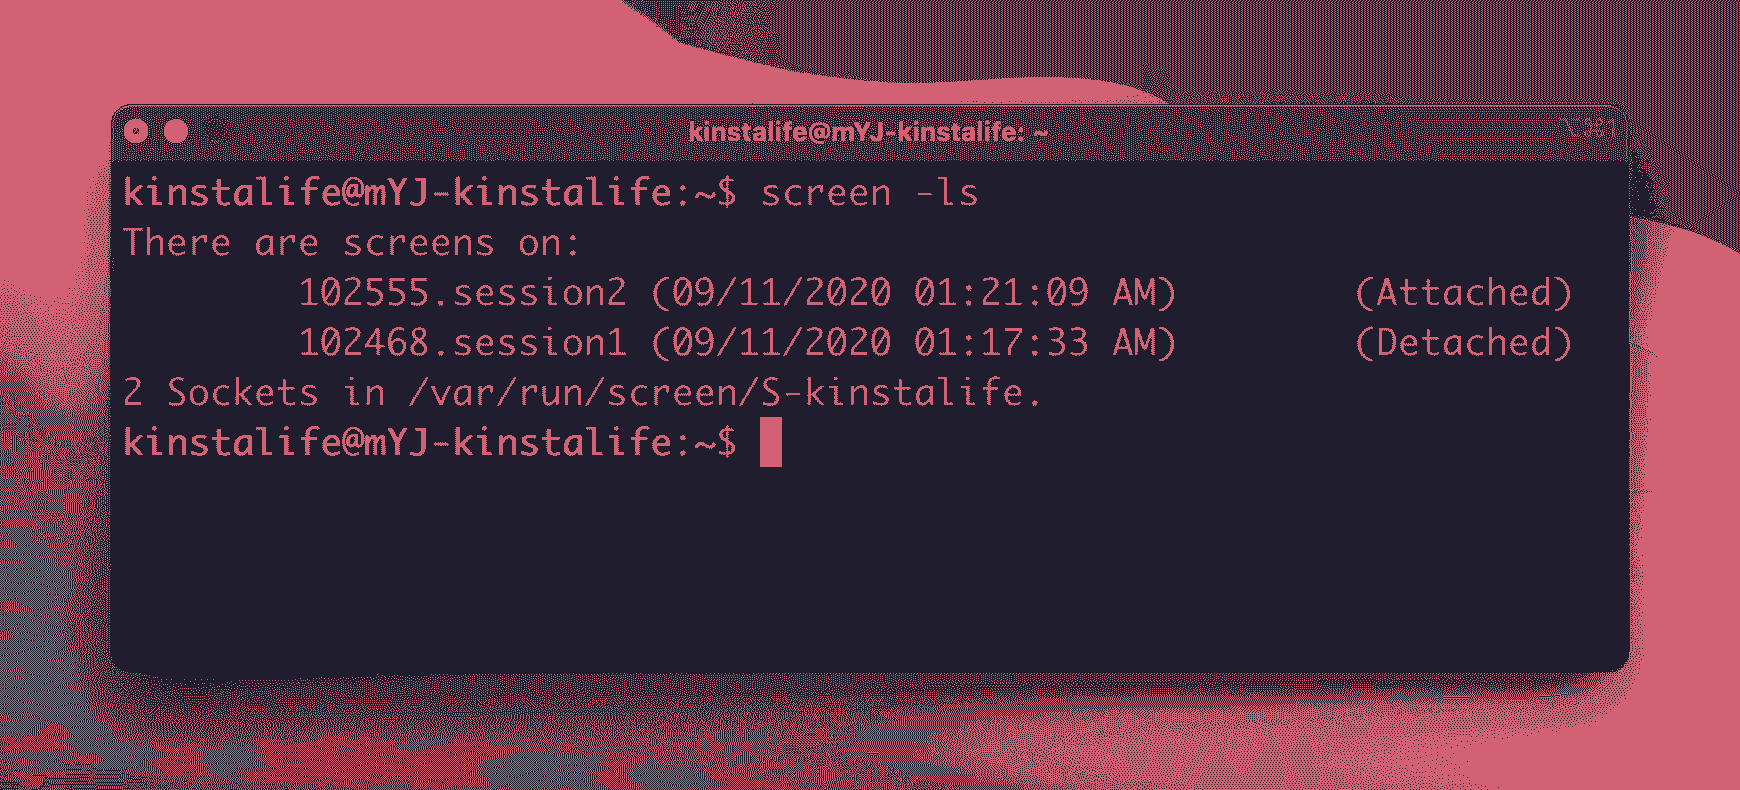 kinstalife@mYJ-kinstalife: ~
⌥⌘1
kinstalife@mYJ-kinstalife:~$ screen -ls
There are screens on:
102555.session2 (09/11/2020 01:21:09 AM) (Attached)
102468.session1 (09/11/2020 01:17:33 AM) (Detached)
2 Sockets in /var/run/screen/S-kinstalife.
kinstalife@mYJ-kinstalife:~$